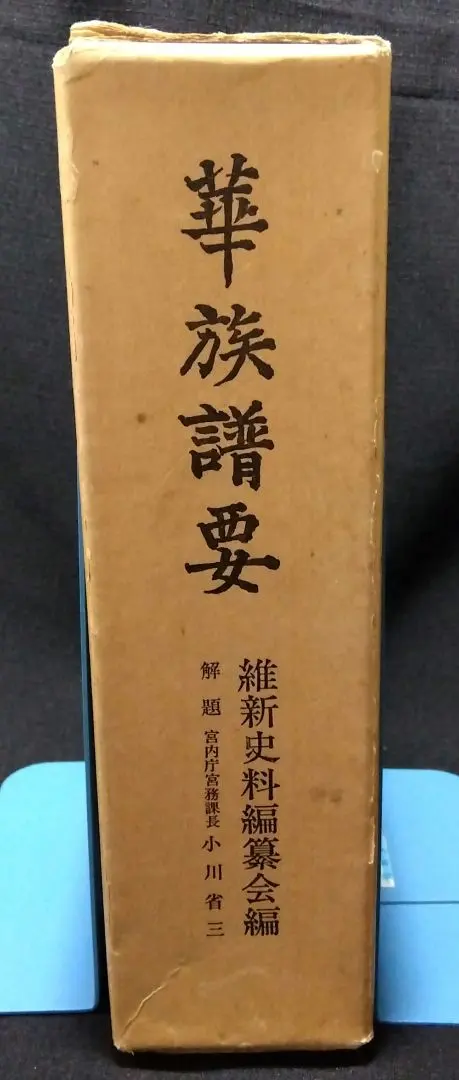 華族譜要
維新史料編纂会編
解題 宮内庁宮務課長 小川省三